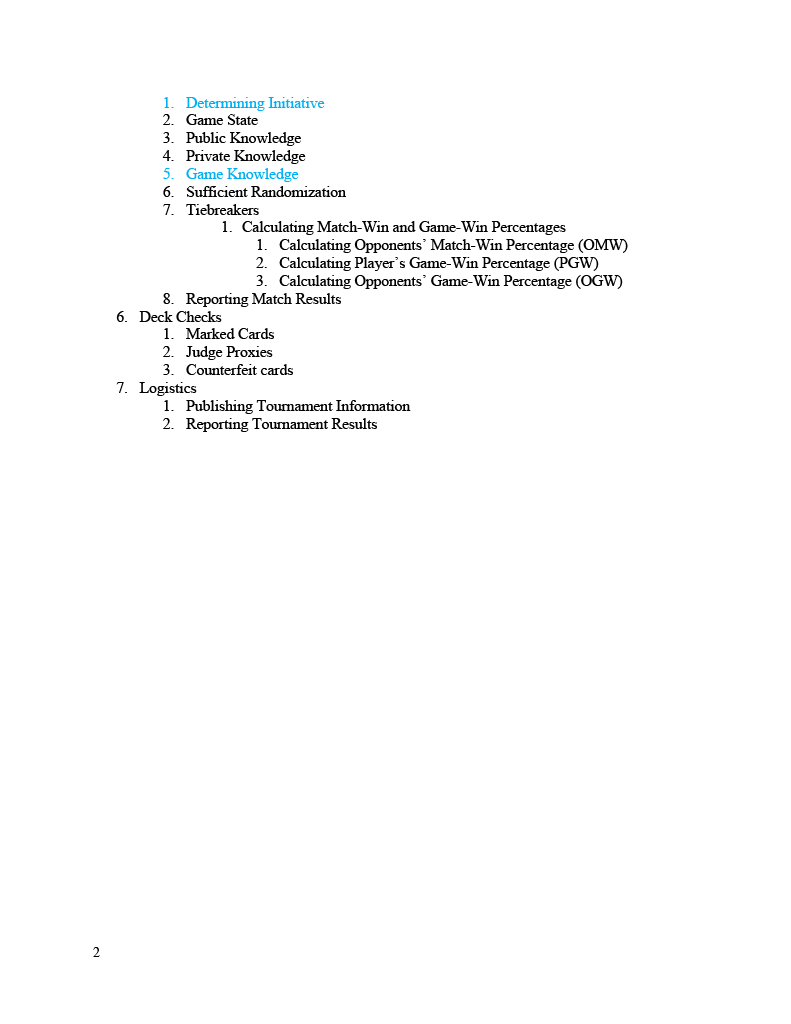 1. Determining Initiative
2. Game State
3. Public Knowledge
4. Private Knowledge
5. Game Knowledge
6. Sufficient Randomization
7. Tiebreakers
1. Calculating Match-Win and Game-Win Percentages
1. Calculating Opponents’ Match-Win Percentage (OMW)
2. Calculating Player’s Game-Win Percentage (PGW)
3. Calculating Opponents’ Game-Win Percentage (OGW)
8. Reporting Match Results
6. Deck Checks
1. Marked Cards
2. Judge Proxies
3. Counterfeit cards
7. Logistics
1. Publishing Tournament Information
2. Reporting Tournament Results
2